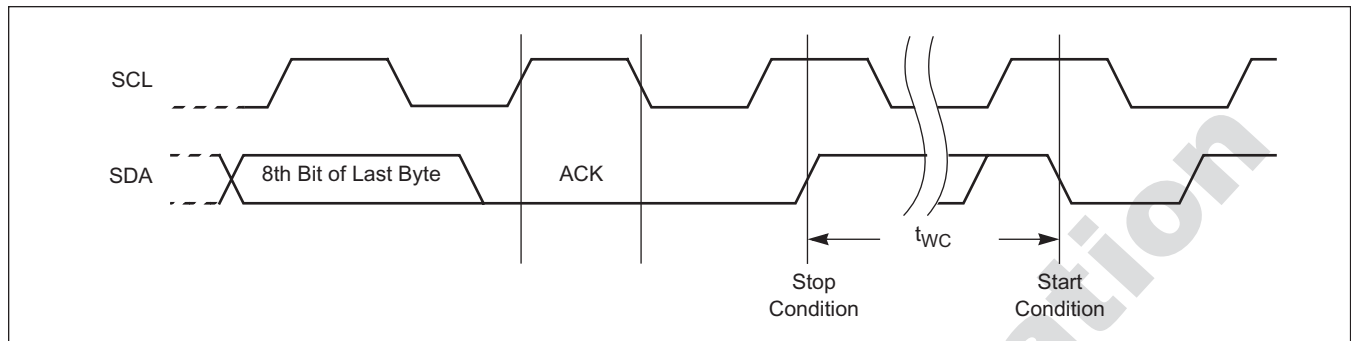 SCL
SDA
8th Bit of Last Byte
ACK
tWC
Stop
Condition
Start
Condition